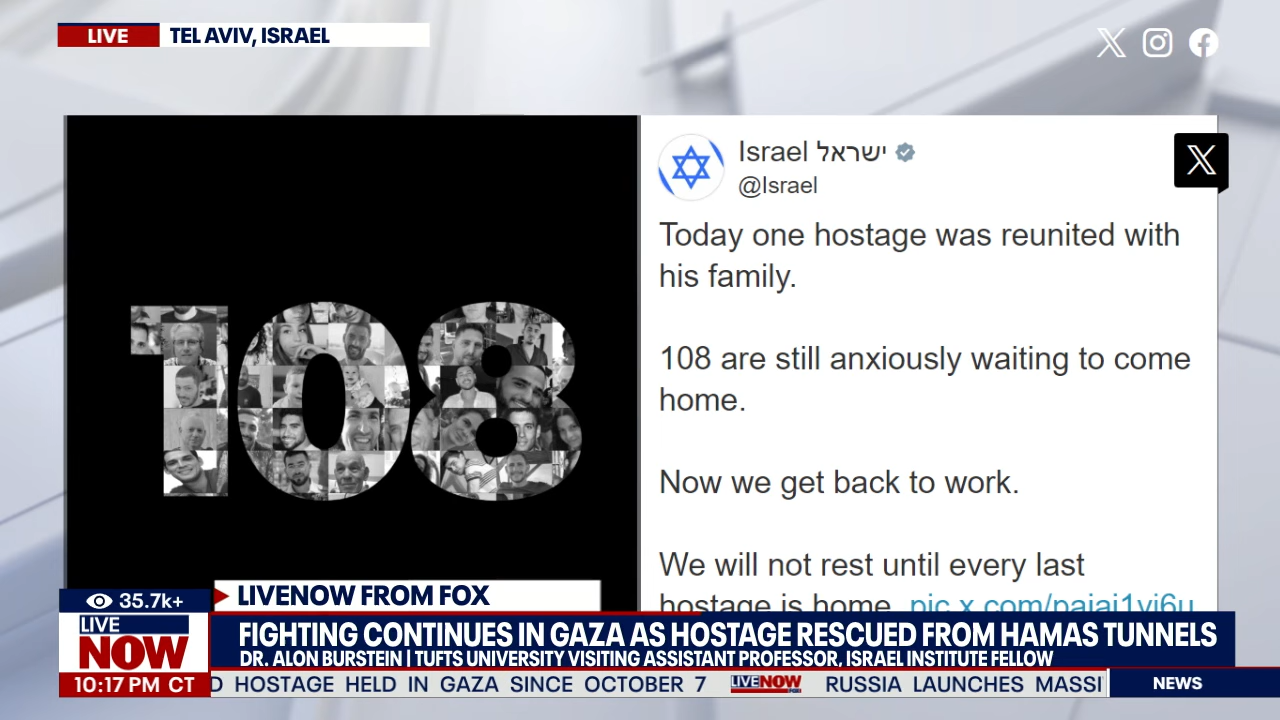 LIVE
TEL AVIV, ISRAEL
108
Israel ישראל
@Israel
Today one hostage was reunited with
his family.
108 are still anxiously waiting to come
home.
Now we get back to work.
We will not rest until every last
hostage is home.
35.7k+
LIVENOW FROM FOX
LIVE
NOW
FIGHTING CONTINUES IN GAZA AS HOSTAGE RESCUED FROM HAMAS TUNNELS
DR. ALON BURSTEIN | TUFTS UNIVERSITY VISITING ASSISTANT PROFESSOR, ISRAEL INSTITUTE FELLOW
10:17 PM CT
D HOSTAGE HELD IN GAZA SINCE OCTOBER 7 LIVENOW FOX RUSSIA LAUNCHES MASSI
NEWS